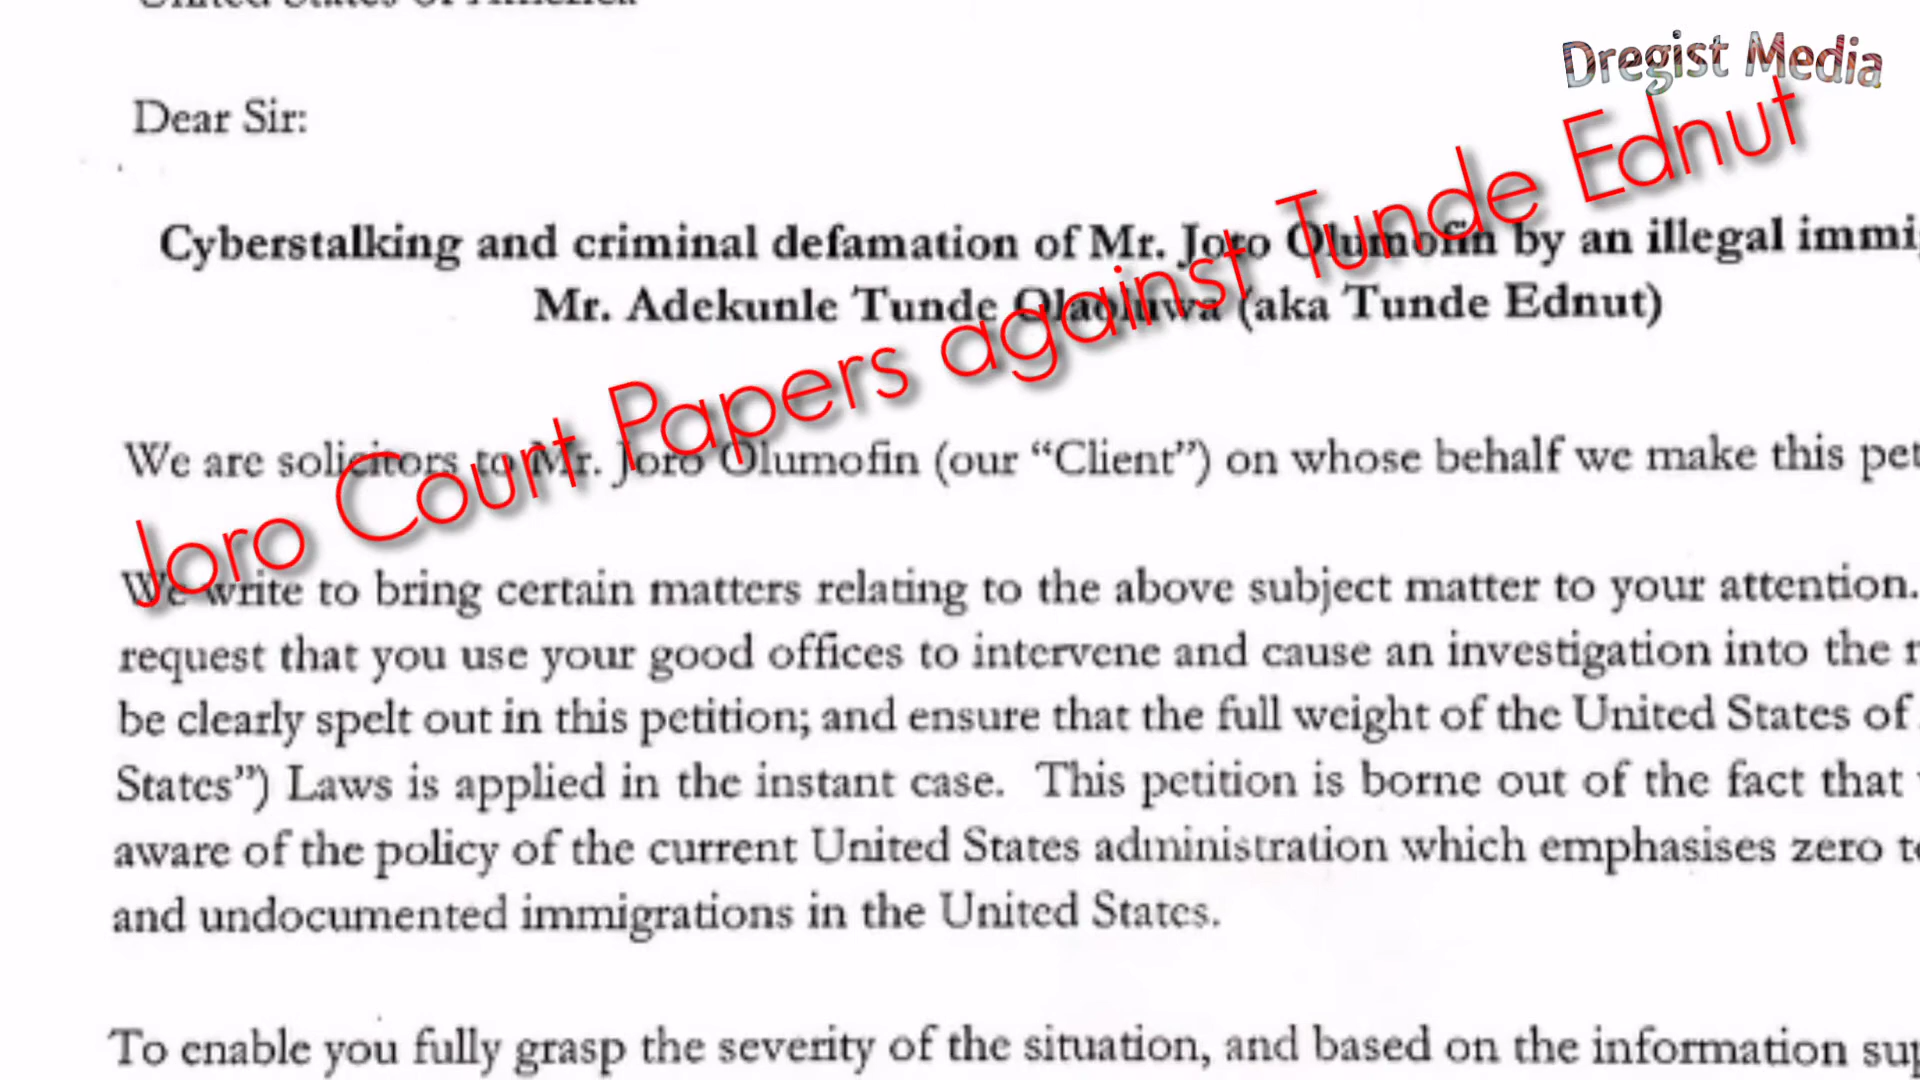 United States of America
Dregist Media
Dear Sir:
Joro Court Papers against Tunde Ednut
Cyberstalking and criminal defamation of Mr. Joro Olumofin by an illegal immi
Mr. Adekunle Tunde Olaoluwa (aka Tunde Ednut)
We are solicitors to Mr. Joro Olumofin (our “Client”) on whose behalf we make this pet
We write to bring certain matters relating to the above subject matter to your attention.
request that you use your good offices to intervene and cause an investigation into the
be clearly spelt out in this petition; and ensure that the full weight of the United States of
States”) Laws is applied in the instant case. This petition is borne out of the fact that
aware of the policy of the current United States administration which emphasises zero
and undocumented immigrations in the United States.
To enable you fully grasp the severity of the situation, and based on the information sup